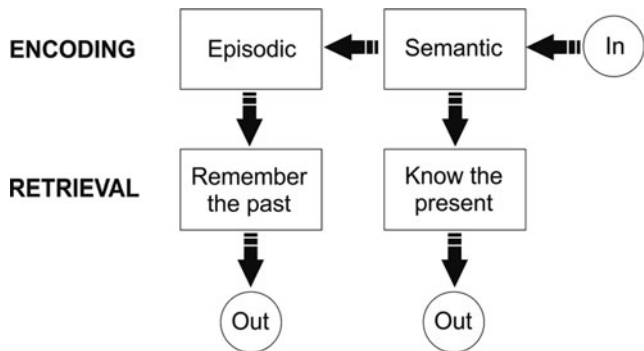 ENCODING
Episodic
Semantic
In
RETRIEVAL
Remember
the past
Know the
present
Out
Out